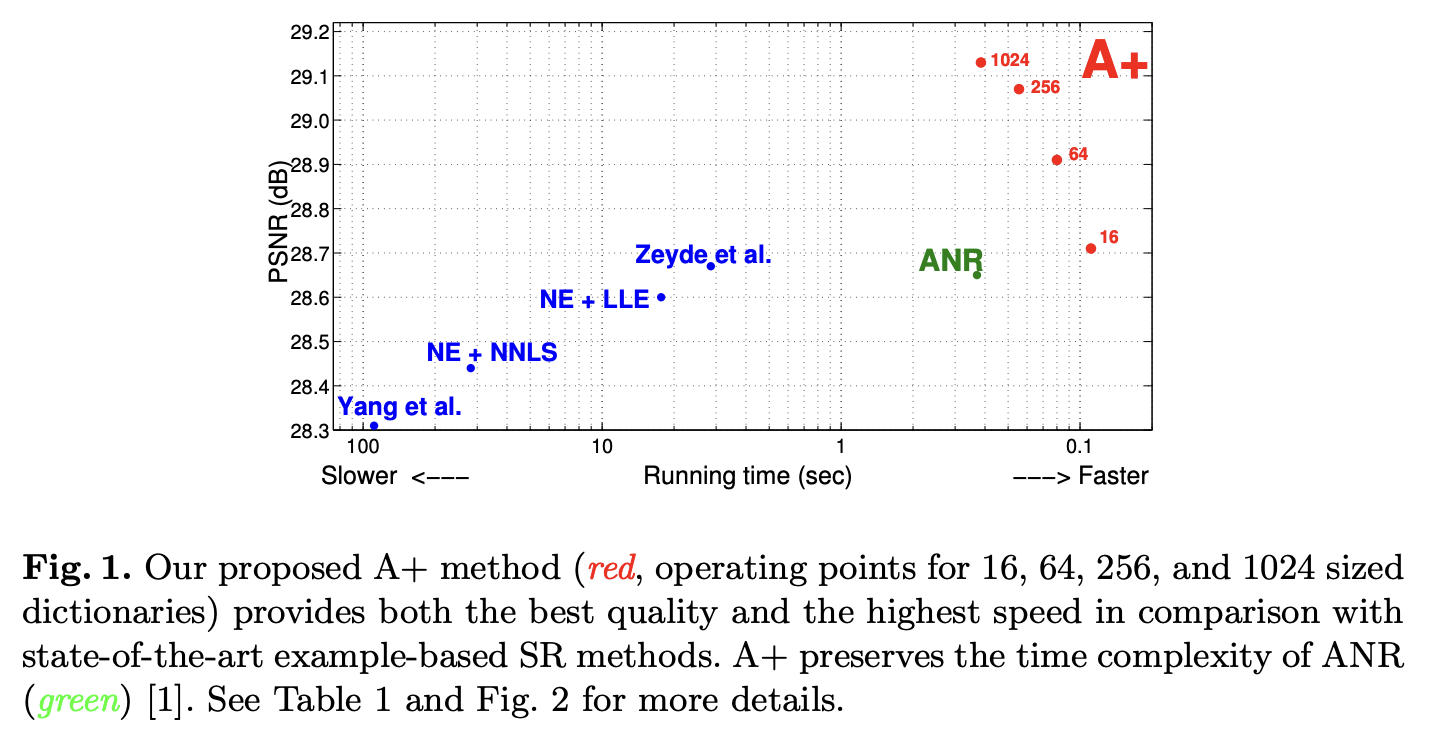 29.2
A+
1024
29.1
256
29.0
64
28.9
PSNR (dB)
28.8
16
28.7
Zeyde et al.
ANR
28.6
NE + LLE
28.5
NE + NNLS
28.4
Yang et al.
28.3
100 10 1 0.1
Slower <--- Running time (sec) ---> Faster
Fig. 1. Our proposed A+ method (red, operating points for 16, 64, 256, and 1024 sized
dictionaries) provides both the best quality and the highest speed in comparison with
state-of-the-art example-based SR methods. A+ preserves the time complexity of ANR
(green) [1]. See Table 1 and Fig. 2 for more details.